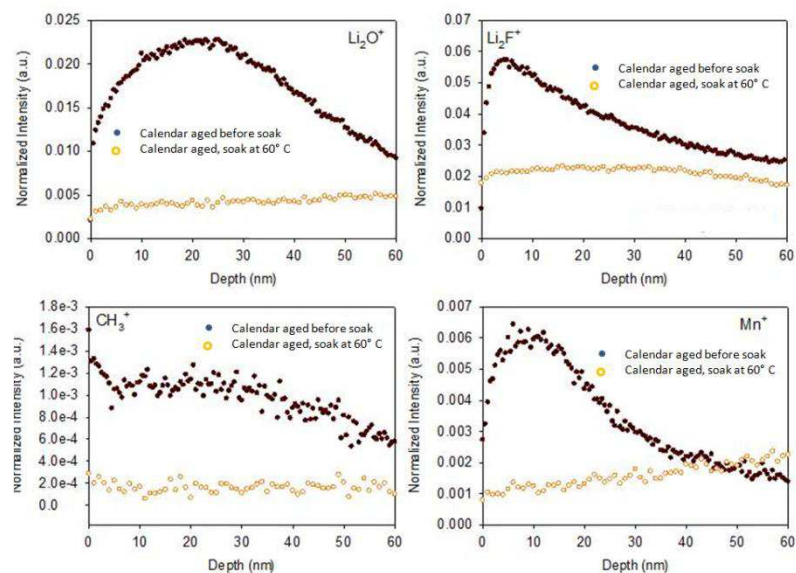 Li₂O⁺
Normalized Intensity (a.u.)
0.025
0.020
0.015
0.010
0.005
0.000
Calendar aged before soak
Calendar aged, soak at 60° C
0 10 20 30 40 50 60
Depth (nm)
Li₂F⁺
Normalized Intensity (a.u.)
0.07
0.06
0.05
0.04
0.03
0.02
0.01
0.00
Calendar aged before soak
Calendar aged, soak at 60° C
0 10 20 30 40 50 60
Depth (nm)
CH₃⁺
Normalized Intensity (a.u.)
1.8e-3
1.6e-3
1.4e-3
1.2e-3
1.0e-3
8.0e-4
6.0e-4
4.0e-4
2.0e-4
0.0
Calendar aged before soak
Calendar aged, soak at 60° C
0 10 20 30 40 50 60
Depth (nm)
Mn⁺
Normalized Intensity (a.u.)
0.007
0.006
0.005
0.004
0.003
0.002
0.001
0.000
Calendar aged before soak
Calendar aged, soak at 60° C
0 10 20 30 40 50 60
Depth (nm)